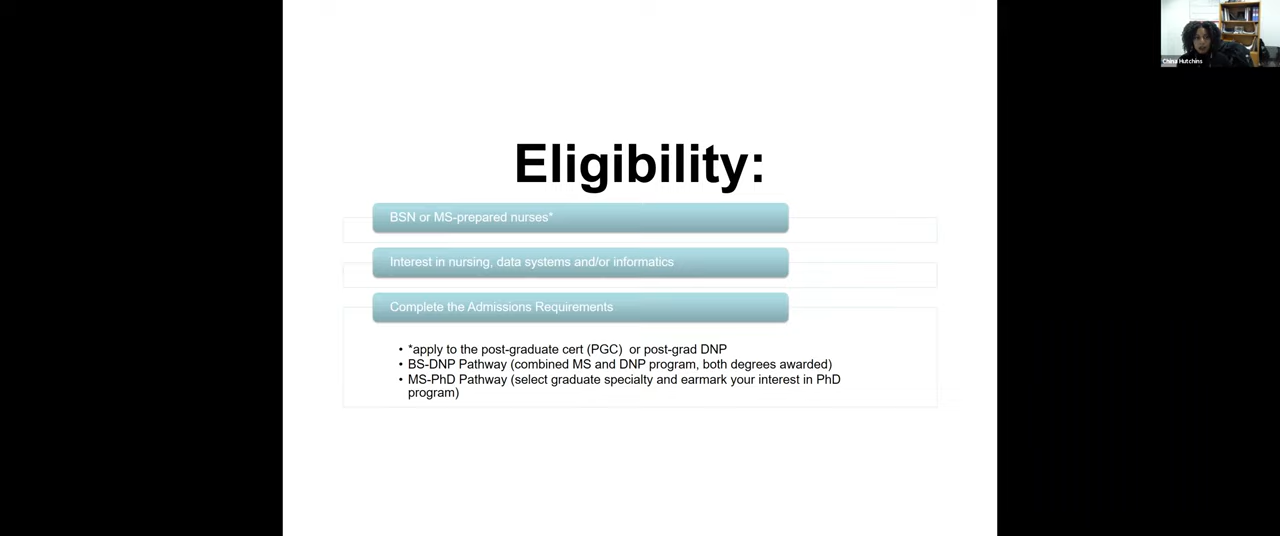 China Hutchins
Eligibility:
BSN or MS-prepared nurses*
Interest in nursing, data systems and/or informatics
Complete the Admissions Requirements
• *apply to the post-graduate cert (PGC) or post-grad DNP
• BS-DNP Pathway (combined MS and DNP program, both degrees awarded)
• MS-PhD Pathway (select graduate specialty and earmark your interest in PhD
program)